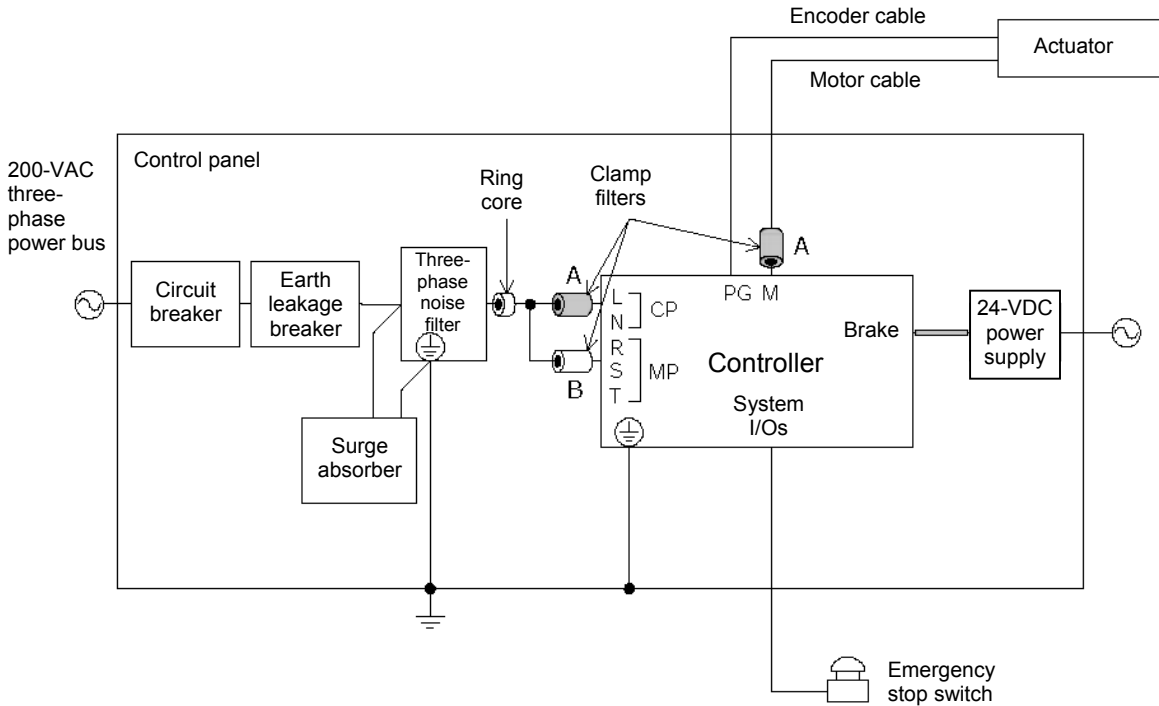 Encoder cable
Actuator
Motor cable
200-VAC
three-
phase
power bus
Control panel
Ring
core
Clamp
filters
A
Circuit
breaker
Earth
leakage
breaker
Three-
phase
noise
filter
A
B
L
N
CP
R
S
T
MP
PG M
Brake
Controller
System
I/Os
24-VDC
power
supply
Surge
absorber
Emergency
stop switch